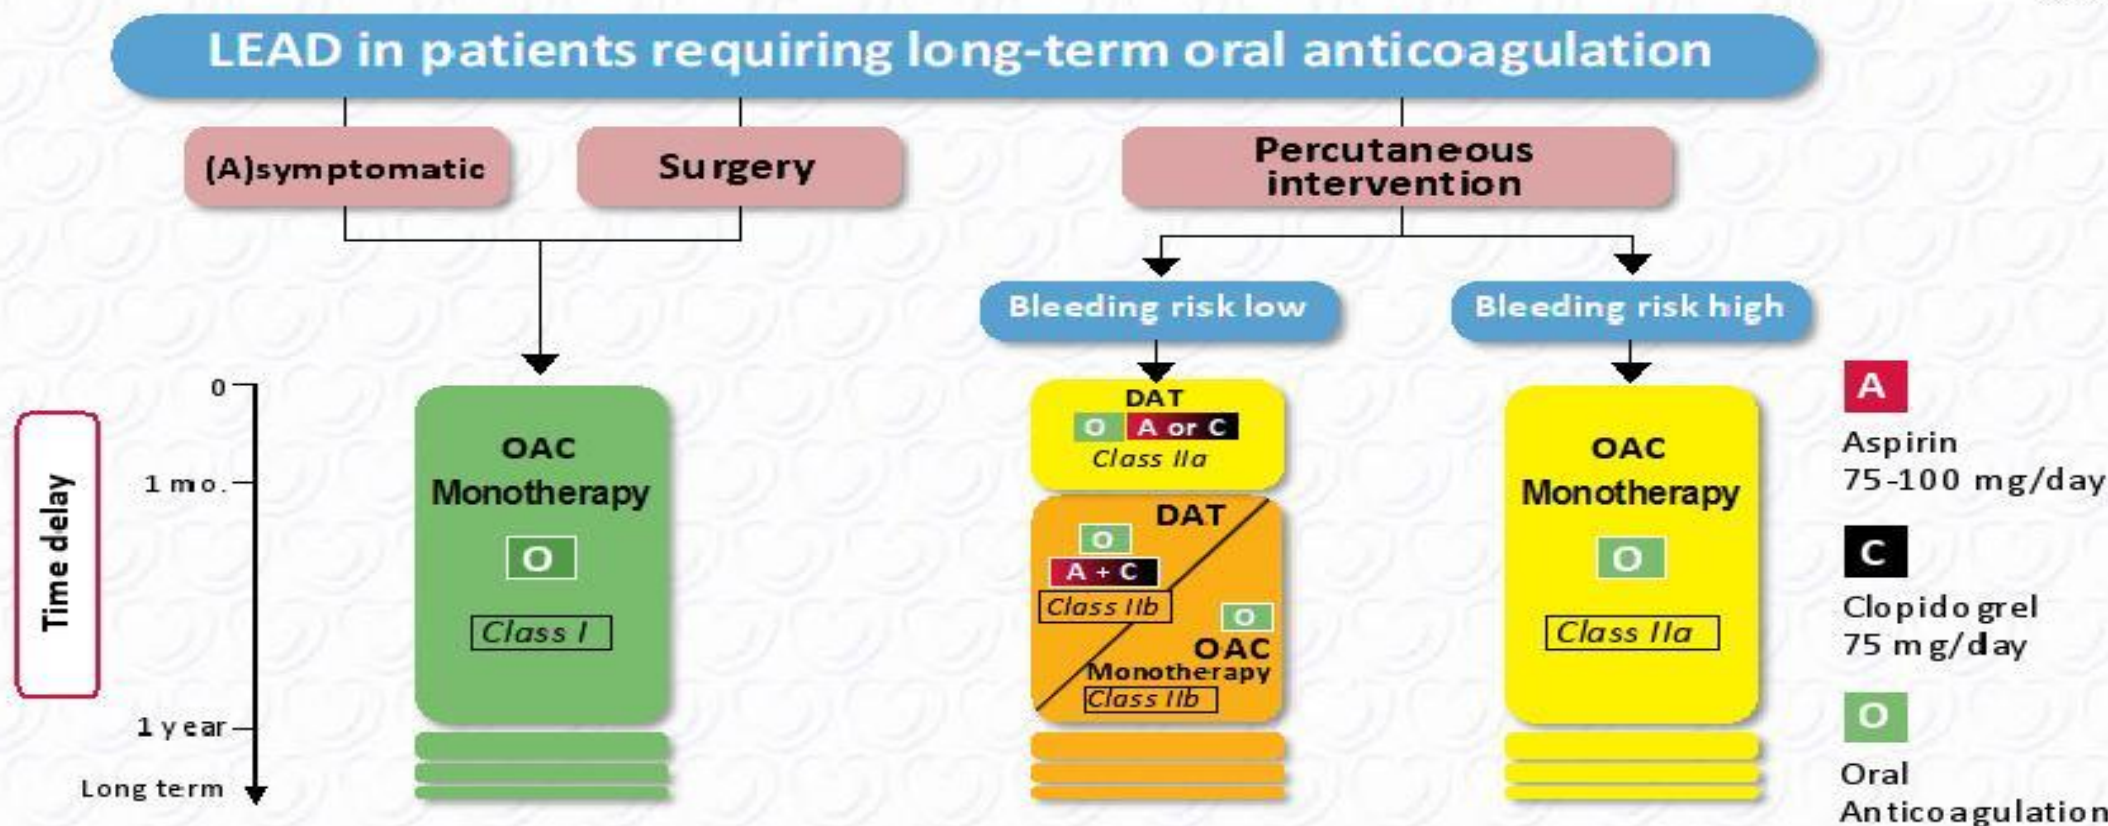 LEAD in patients requiring long-term oral anticoagulation
(A)symptomatic
Surgery
Percutaneous
intervention
Bleeding risk low
Bleeding risk high
Time delay
0
1 mo.
1 year
Long term
OAC
Monotherapy
O
Class I
DAT
O A or C
Class IIa
DAT
O
A + C
Class IIb
O
OAC
Monotherapy
Class IIb
OAC
Monotherapy
O
Class IIa
A
Aspirin
75-100 mg/day
C
Clopidogrel
75 mg/day
O
Oral
Anticoagulation